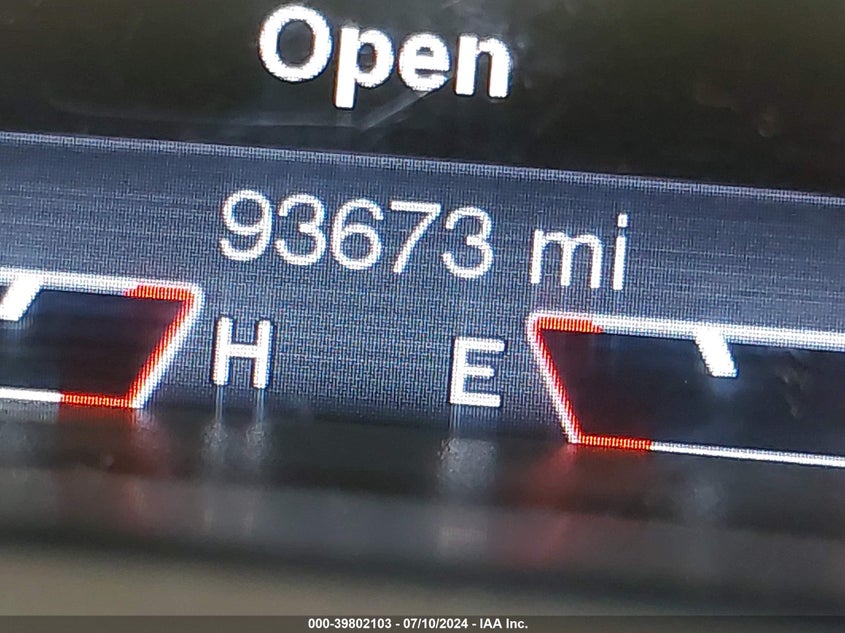 Open
93673 mi
H E
000-39802103 - 07/10/2024 - IAA Inc.